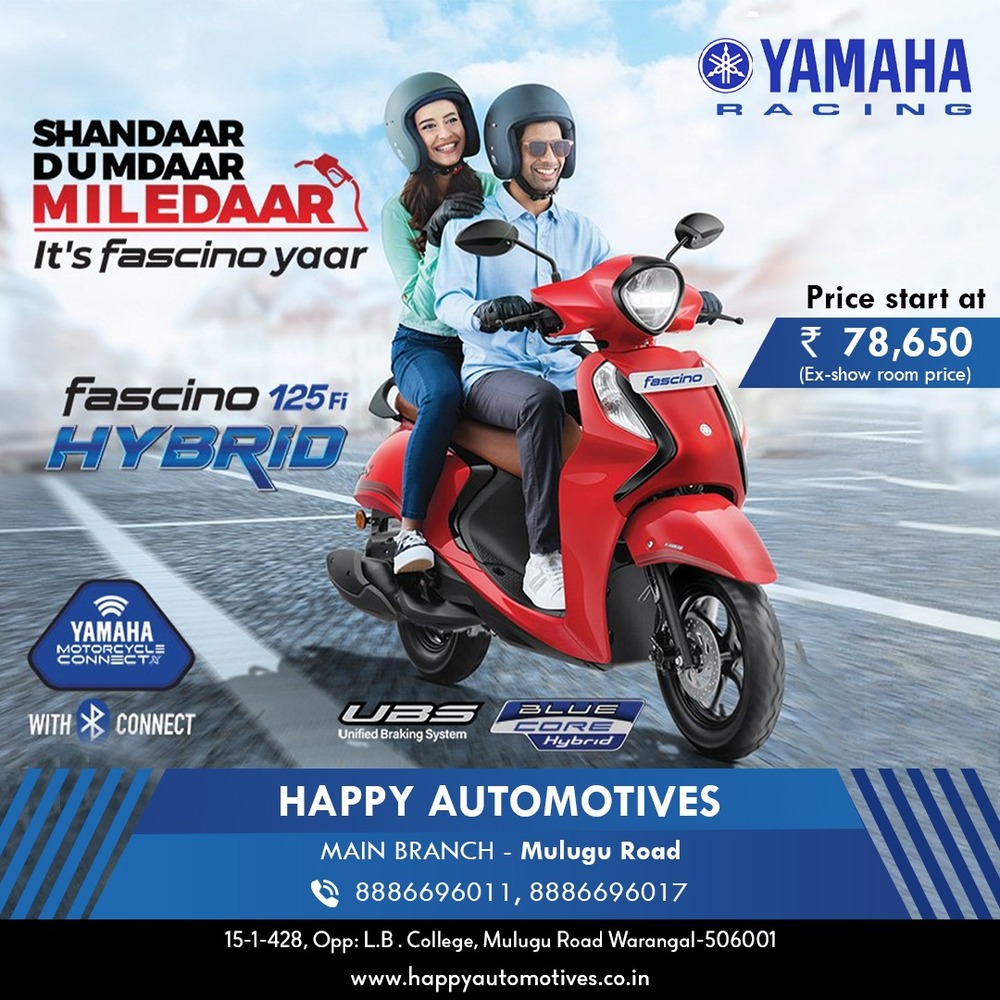 YAMAHA
RACING
SHANDAAR
DUMDAAR
MILEDAAR
It's fascino yaar
Price start at
₹ 78,650
(Ex-show room price)
fascino
fascino 125 Fi
HYBRID
YAMAHA
MOTORCYCLE
CONNECT X
WITH CONNECT
UBS
Unified Braking System
BLUE
CORE
Hybrid
HAPPY AUTOMOTIVES
MAIN BRANCH - Mulugu Road
8886696011, 8886696017
15-1-428, Opp: L.B . College, Mulugu Road Warangal-506001
www.happyautomotives.co.in